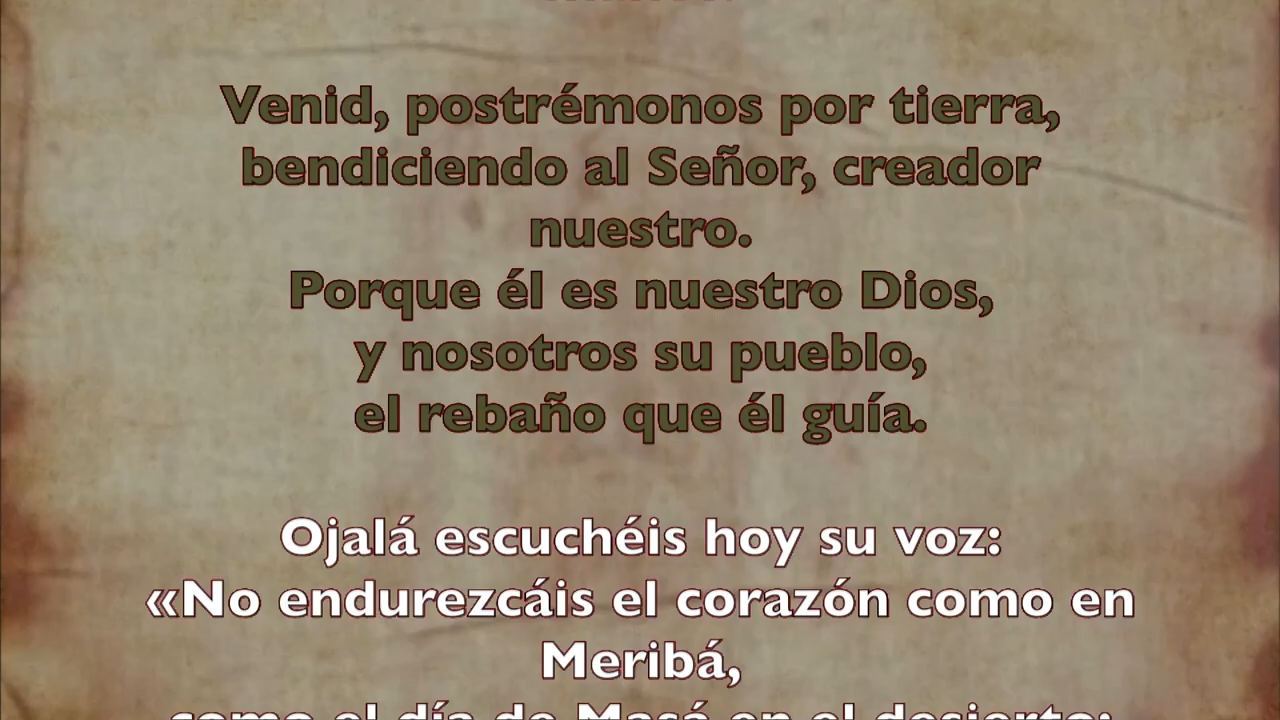 Venid, postrémonos por tierra,
bendiciendo al Señor, creador
nuestro.
Porque él es nuestro Dios,
y nosotros su pueblo,
el rebaño que él guía.
Ojalá escuchéis hoy su voz:
«No endurezcáis el corazón como en
Meribá,
como el día de Masá en el desierto;